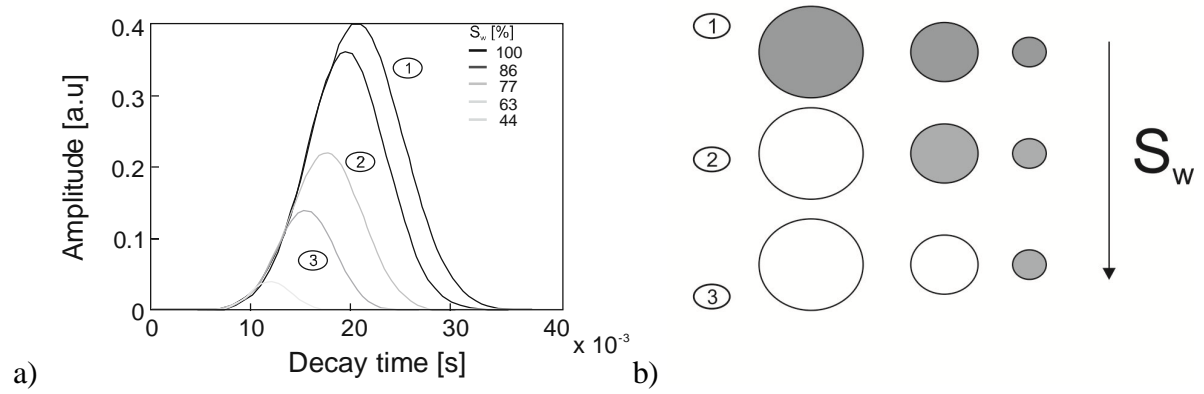 0.4
0.3
0.2
0.1
0
Amplitude [a.u]
S_w [%]
100
86
77
63
44
1
2
3
0 10 20 30 40
x 10⁻³
Decay time [s]
a)
1
2
3
S_w
b)